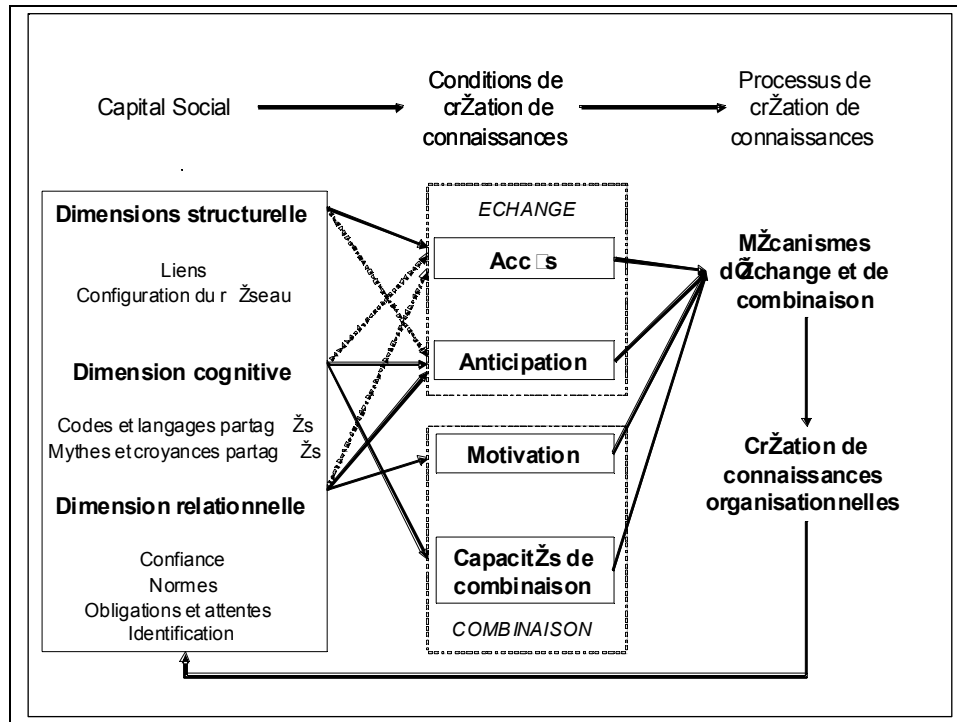 Capital Social
Conditions de
crŽation de
connaissances
Processus de
crŽation de
connaissances
Dimensions structurelle
Liens
Configuration du r Žseau
Dimension cognitive
Codes et langages partag Žs
Mythes et croyances partag Žs
Dimension relationnelle
Confiance
Normes
Obligations et attentes
Identification
ECHANGE
Acc □s
Anticipation
Motivation
CapacitŽs de
combinaison
COMBINAISON
MŽcanismes
dÕŽchange et de
combinaison
CrŽation de
connaissances
organisationnelles